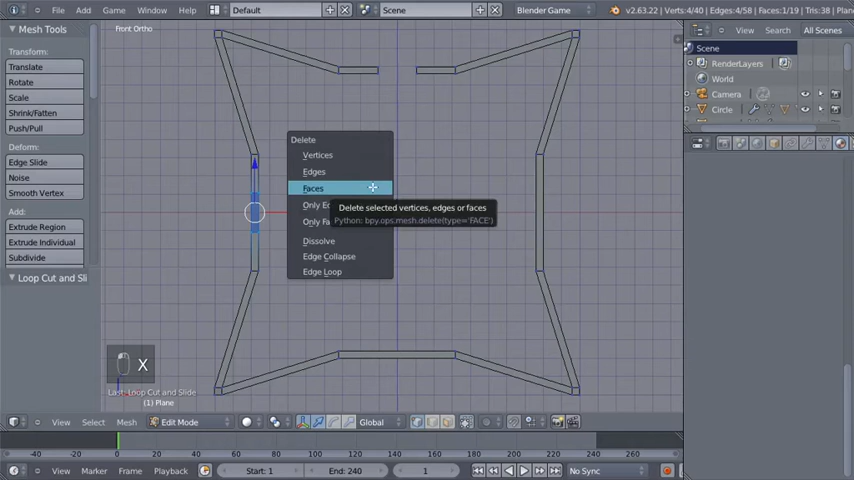 File Add Game Window Help Default Scene Blender Game v2.63.22 | Verts:4/40 | Edges:4/58 | Faces:1/19 | Tris:38
Mesh Tools
Transform:
Translate
Rotate
Scale
Shrink/Fatten
Push/Pull
Deform:
Edge Slide
Noise
Smooth Vertex
Add:
Extrude Region
Extrude Individual
Subdivide
Loop Cut and Sli
Front Ortho
Delete
Vertices
Edges
Faces
Only Ed
Only Fa
Dissolve
Edge Collapse
Edge Loop
Delete selected vertices, edges or faces
Python: bpy.ops.mesh.delete(type='FACE')
X
Last: Loop Cut and Slide
(1) Plane
View Search All Scenes
Scene
RenderLayers
World
Camera
Circle
View Select Mesh Edit Mode Global
-40 -20 0 20 40 60 80 100 120 140 160 180 200 220 240 260
View Marker Frame Playback Start: 1 End: 240 1 No Sync